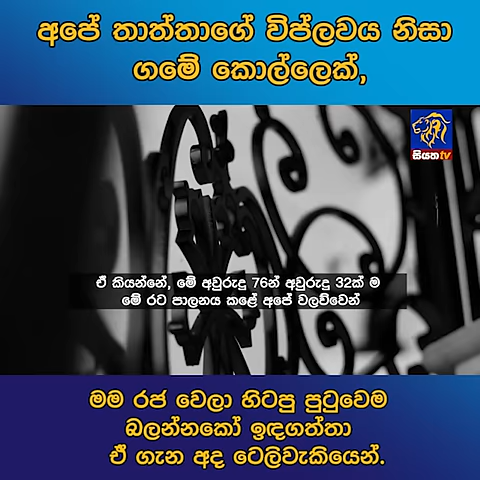 අපේ තාත්තාගේ විප්ලවය නිසා
ගමේ කොල්ලෙක්,
සියත tv
ඒ කියන්නේ, මේ අවුරුදු 76න් අවුරුදු 32ක් ම
මේ රට පාලනය කළේ අපේ වලව්වෙන්
මම රජ වෙලා හිටපු පුටුවෙම
බලන්නකෝ ඉඳගත්තා
ඒ ගැන අද ටෙලිවැකියෙන්.